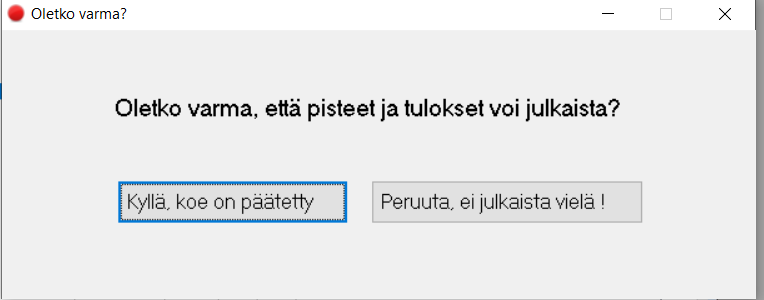 Oletko varma?
Oletko varma, että pisteet ja tulokset voi julkaista?
Kyllä, koe on päätetty
Peruuta, ei julkaista vielä !